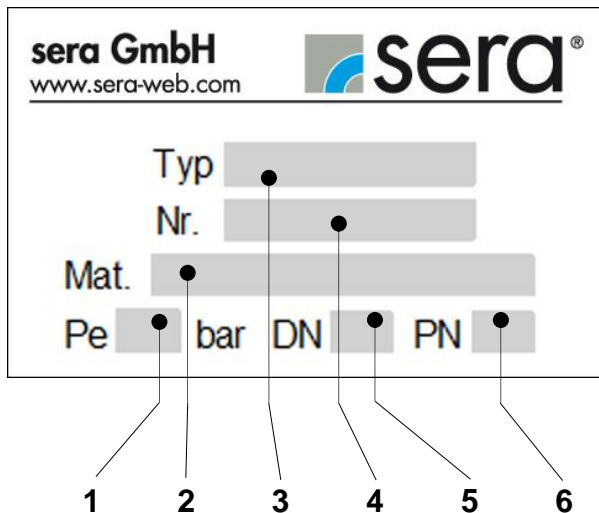 sera GmbH
www.sera-web.com
sera®
Typ
Nr.
Mat.
Pe bar DN PN
1 2 3 4 5 6